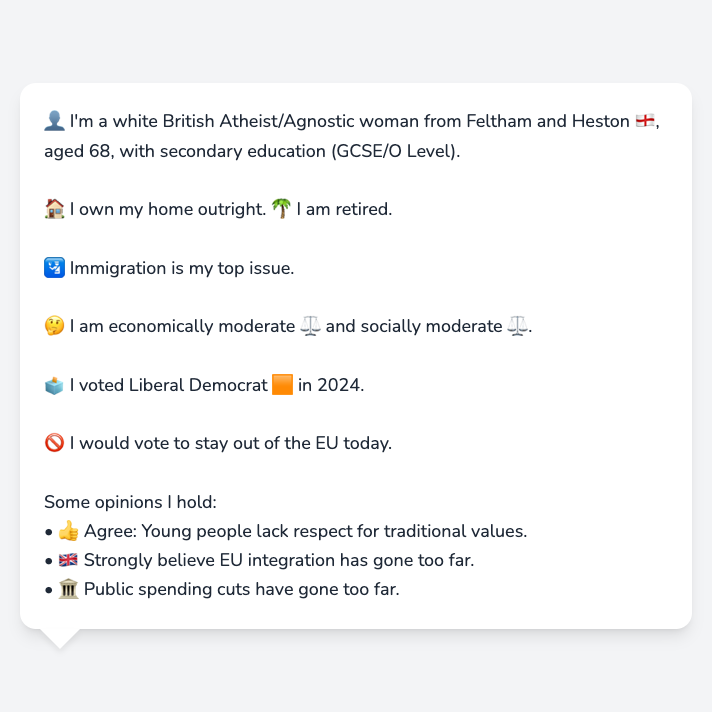 👤 I'm a white British Atheist/Agnostic woman from Feltham and Heston 🏴󠁧󠁢󠁥󠁮󠁧󠁿,
aged 68, with secondary education (GCSE/O Level).
🏠 I own my home outright. 🌴 I am retired.
🛂 Immigration is my top issue.
🤔 I am economically moderate ⚖️ and socially moderate ⚖️.
🗳️ I voted Liberal Democrat 🟧 in 2024.
🚫 I would vote to stay out of the EU today.
Some opinions I hold:
• 👍 Agree: Young people lack respect for traditional values.
• 🇬🇧 Strongly believe EU integration has gone too far.
• 🏛️ Public spending cuts have gone too far.